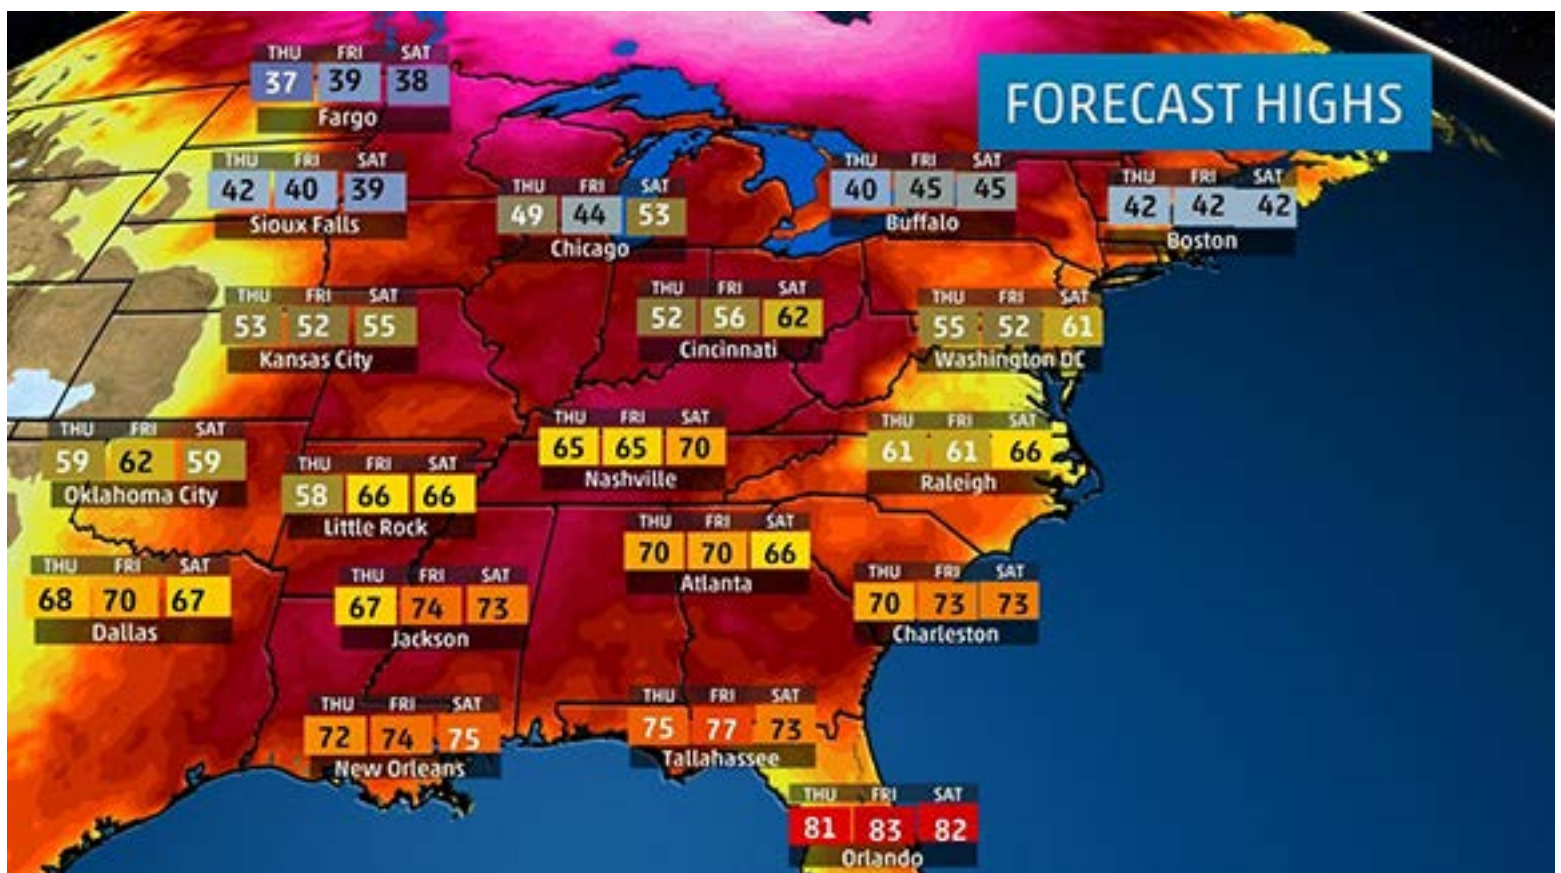 FORECAST HIGHS
THU FRI SAT
37 39 38
Fargo
THU FRI SAT
42 40 39
Sioux Falls
THU FRI SAT
49 44 53
Chicago
THU FRI SAT
40 45 45
Buffalo
THU FRI SAT
42 42 42
Boston
THU FRI SAT
53 52 55
Kansas City
THU FRI SAT
52 56 62
Cincinnati
THU FRI SAT
55 52 61
Washington DC
THU FRI SAT
59 62 59
Oklahoma City
THU FRI SAT
58 66 66
Little Rock
THU FRI SAT
65 65 70
Nashville
THU FRI SAT
61 61 66
Raleigh
THU FRI SAT
68 70 67
Dallas
THU FRI SAT
67 74 73
Jackson
THU FRI SAT
70 70 66
Atlanta
THU FRI SAT
70 73 73
Charleston
THU FRI SAT
72 74 75
New Orleans
THU FRI SAT
75 77 73
Tallahassee
THU FRI SAT
81 83 82
Orlando